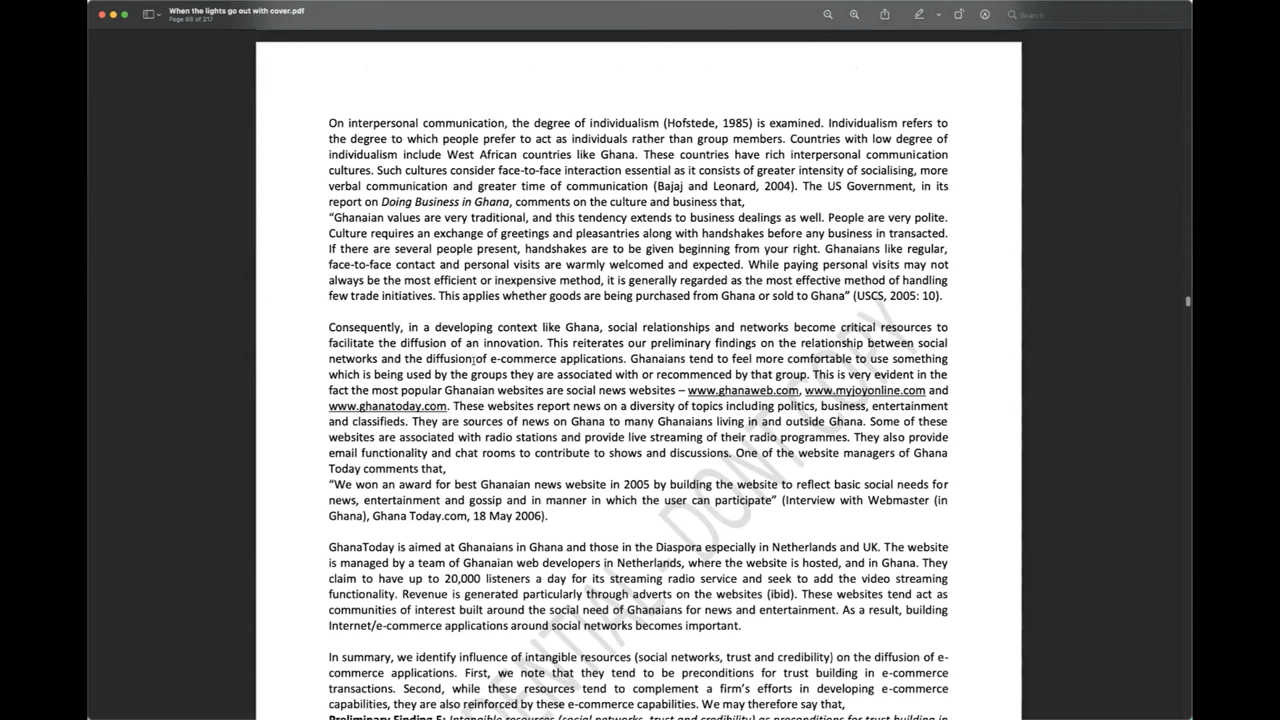 When the lights go out with cover.pdf
Page 66 of 217
Search
On interpersonal communication, the degree of individualism (Hofstede, 1985) is examined. Individualism refers to
the degree to which people prefer to act as individuals rather than group members. Countries with low degree of
individualism include West African countries like Ghana. These countries have rich interpersonal communication
cultures. Such cultures consider face-to-face interaction essential as it consists of greater intensity of socialising, more
verbal communication and greater time of communication (Bajaj and Leonard, 2004). The US Government, in its
report on Doing Business in Ghana, comments on the culture and business that,
“Ghanaian values are very traditional, and this tendency extends to business dealings as well. People are very polite.
Culture requires an exchange of greetings and pleasantries along with handshakes before any business in transacted.
If there are several people present, handshakes are to be given beginning from your right. Ghanaians like regular,
face-to-face contact and personal visits are warmly welcomed and expected. While paying personal visits may not
always be the most efficient or inexpensive method, it is generally regarded as the most effective method of handling
few trade initiatives. This applies whether goods are being purchased from Ghana or sold to Ghana” (USCS, 2005: 10).
Consequently, in a developing context like Ghana, social relationships and networks become critical resources to
facilitate the diffusion of an innovation. This reiterates our preliminary findings on the relationship between social
networks and the diffusion of e-commerce applications. Ghanaians tend to feel more comfortable to use something
which is being used by the groups they are associated with or recommenced by that group. This is very evident in the
fact the most popular Ghanaian websites are social news websites – www.ghanaweb.com, www.myjoyonline.com and
www.ghanatoday.com. These websites report news on a diversity of topics including politics, business, entertainment
and classifieds. They are sources of news on Ghana to many Ghanaians living in and outside Ghana. Some of these
websites are associated with radio stations and provide live streaming of their radio programmes. They also provide
email functionality and chat rooms to contribute to shows and discussions. One of the website managers of Ghana
Today comments that,
“We won an award for best Ghanaian news website in 2005 by building the website to reflect basic social needs for
news, entertainment and gossip and in manner in which the user can participate” (Interview with Webmaster (in
Ghana), Ghana Today.com, 18 May 2006).
GhanaToday is aimed at Ghanaians in Ghana and those in the Diaspora especially in Netherlands and UK. The website
is managed by a team of Ghanaian web developers in Netherlands, where the website is hosted, and in Ghana. They
claim to have up to 20,000 listeners a day for its streaming radio service and seek to add the video streaming
functionality. Revenue is generated particularly through adverts on the websites (ibid). These websites tend act as
communities of interest built around the social need of Ghanaians for news and entertainment. As a result, building
Internet/e-commerce applications around social networks becomes important.
In summary, we identify influence of intangible resources (social networks, trust and credibility) on the diffusion of e-
commerce applications. First, we note that they tend to be preconditions for trust building in e-commerce
transactions. Second, while these resources tend to complement a firm’s efforts in developing e-commerce
capabilities, they are also reinforced by these e-commerce capabilities. We may therefore say that,
Preliminary Finding 5: Intangible resources (social networks, trust and credibility) as preconditions for trust building in
DENTIAL - DONT COPY